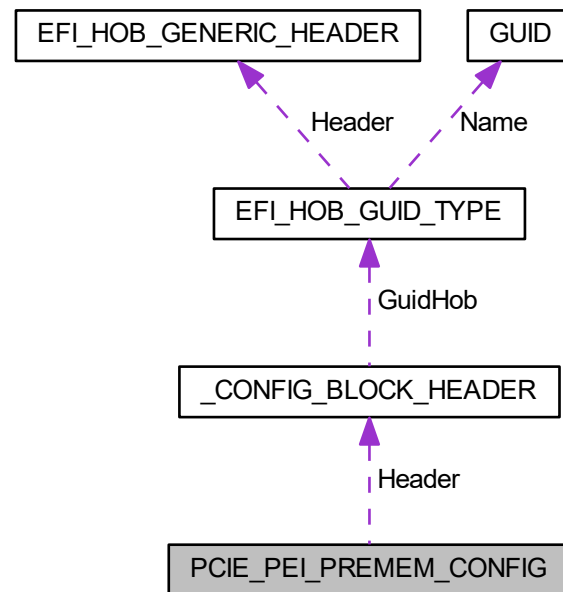 EFI_HOB_GENERIC_HEADER
GUID
Header
Name
EFI_HOB_GUID_TYPE
GuidHob
_CONFIG_BLOCK_HEADER
Header
PCIE_PEI_PREMEM_CONFIG